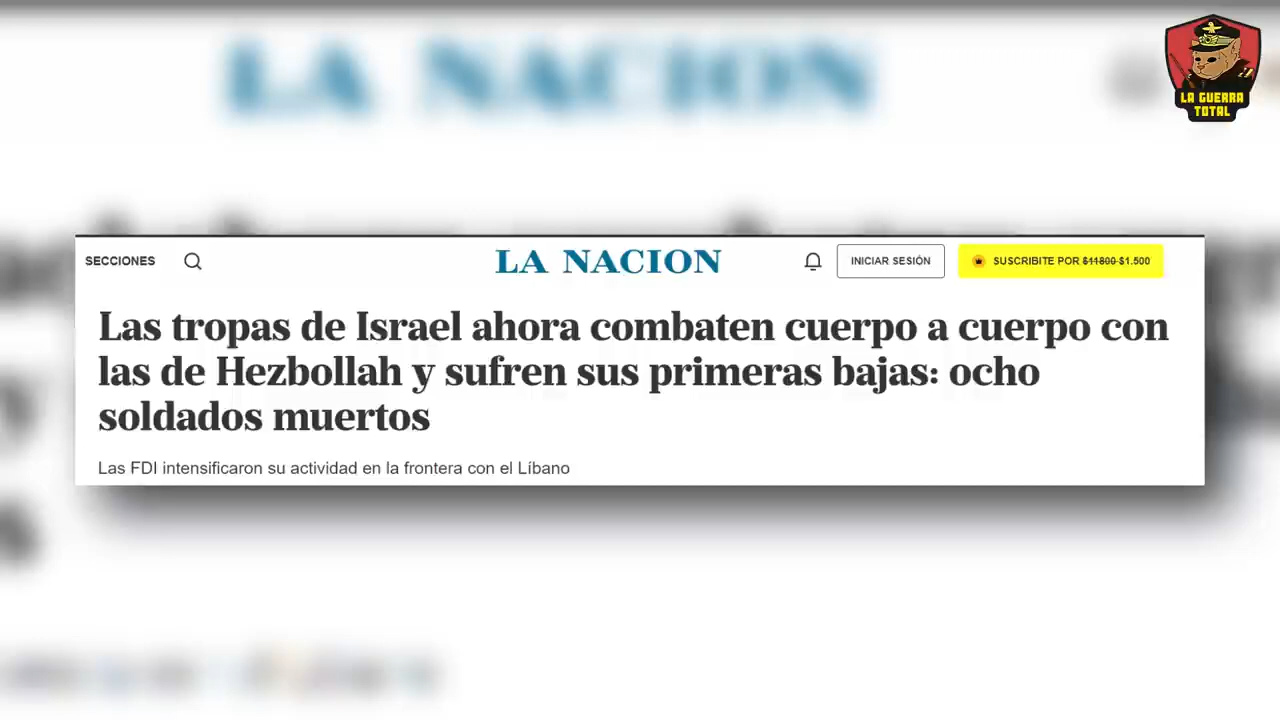 LA NACION
LA GUERRA
TOTAL
SECCIONES
LA NACION
INICIAR SESIÓN
SUSCRIBITE POR $11800 $1.500
Las tropas de Israel ahora combaten cuerpo a cuerpo con
las de Hezbollah y sufren sus primeras bajas: ocho
soldados muertos
Las FDI intensificaron su actividad en la frontera con el Líbano